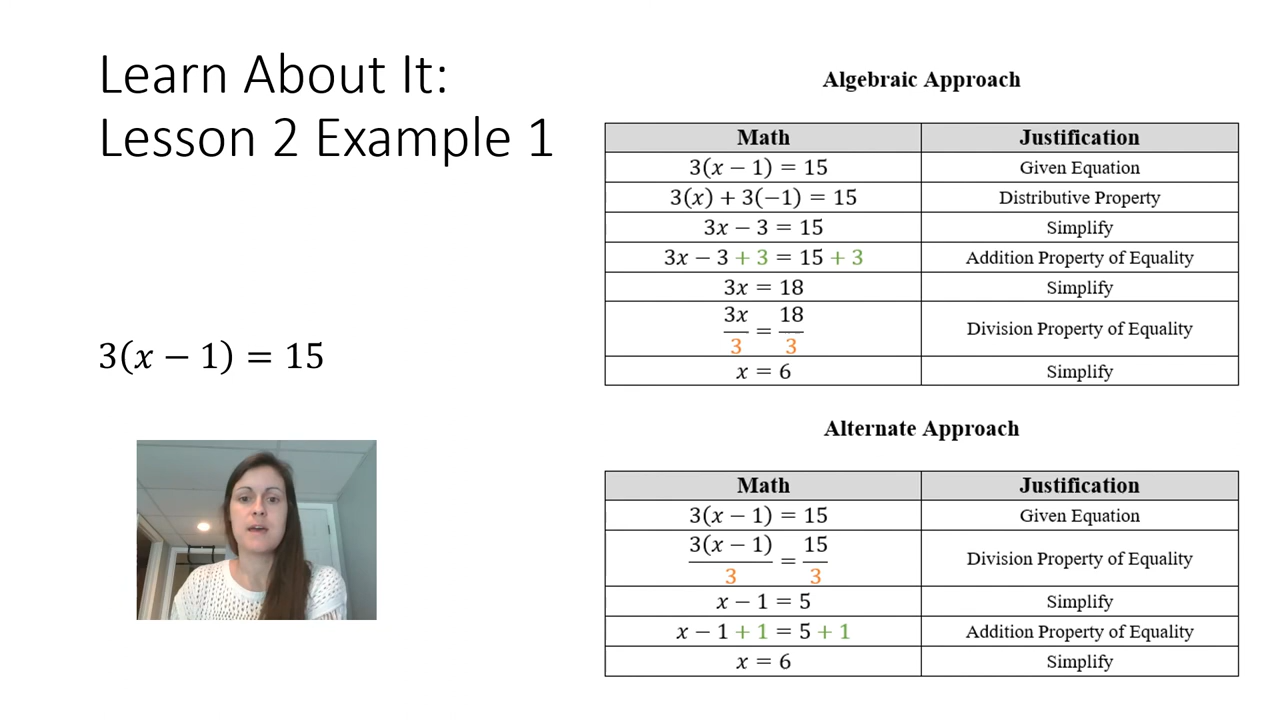 Learn About It:
Lesson 2 Example 1
3(x − 1) = 15
Algebraic Approach
Math Justification
3(x − 1) = 15 Given Equation
3(x) + 3(−1) = 15 Distributive Property
3x − 3 = 15 Simplify
3x − 3 + 3 = 15 + 3 Addition Property of Equality
3x = 18 Simplify
3x/3 = 18/3 Division Property of Equality
x = 6 Simplify
Alternate Approach
Math Justification
3(x − 1) = 15 Given Equation
3(x − 1)/3 = 15/3 Division Property of Equality
x − 1 = 5 Simplify
x − 1 + 1 = 5 + 1 Addition Property of Equality
x = 6 Simplify